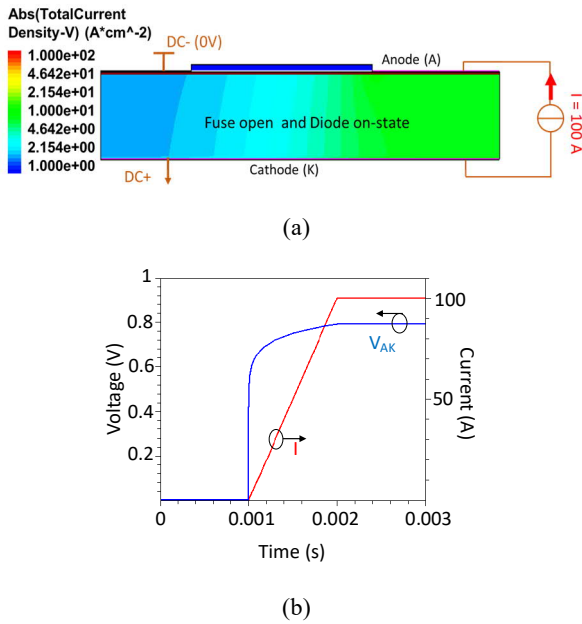 Abs(TotalCurrent
Density-V) (A*cm^-2)
1.000e+02
4.642e+01
2.154e+01
1.000e+01
4.642e+00
2.154e+00
1.000e+00
DC- (0V)
Anode (A)
Fuse open and Diode on-state
I = 100 A
Cathode (K)
DC+
(a)
1
0.8
0.6
0.4
0.2
Voltage (V)
100
50
Current (A)
V_AK
I
0
0.001
0.002
0.003
Time (s)
(b)